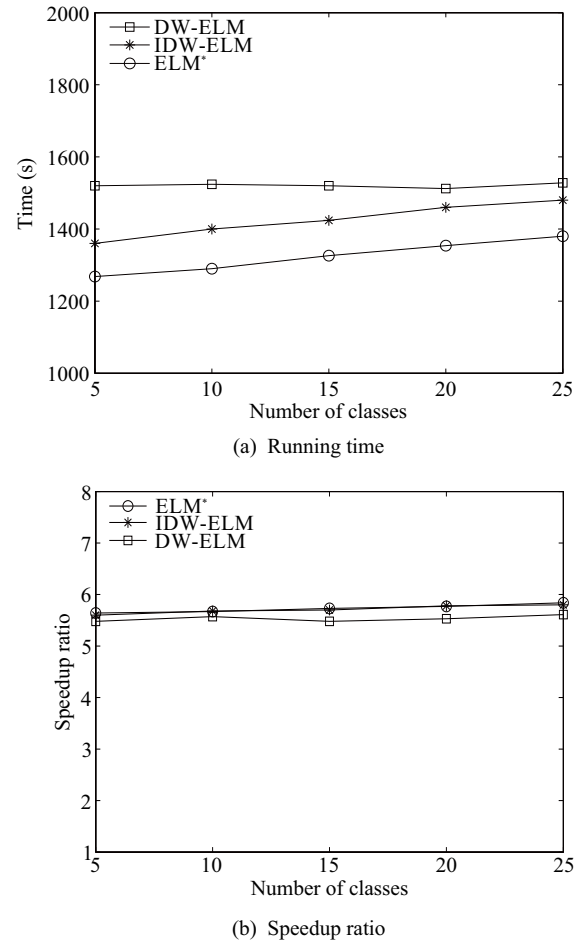 2000
DW-ELM
IDW-ELM
ELM*
1800
1600
1400
1200
1000
Time (s)
5 10 15 20 25
Number of classes
(a) Running time
8
ELM*
IDW-ELM
DW-ELM
7
6
5
4
3
2
1
Speedup ratio
5 10 15 20 25
Number of classes
(b) Speedup ratio